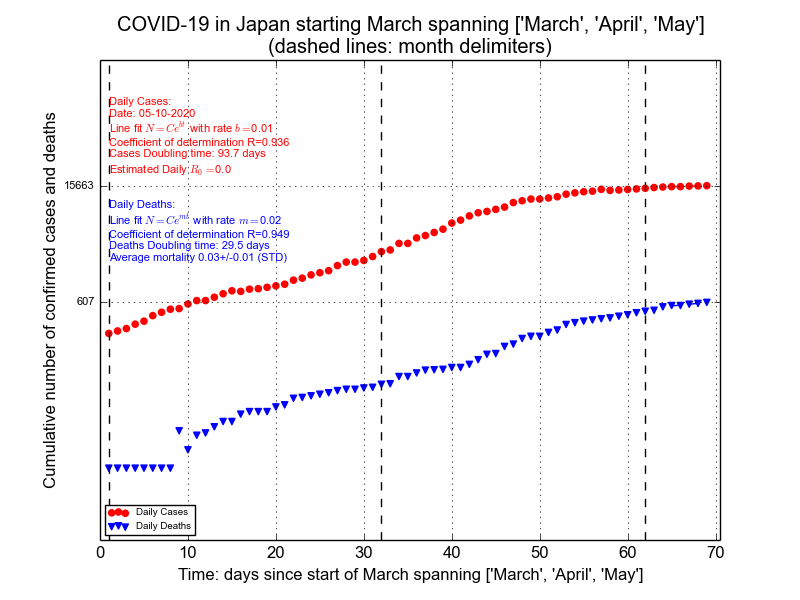 COVID-19 in Japan starting March spanning ['March', 'April', 'May']
(dashed lines: month delimiters)
Cumulative number of confirmed cases and deaths
Daily Cases:
Date: 05-10-2020
Line fit N = Ce^{bt} with rate b =0.01
Coefficient of determination R=0.936
Cases Doubling time: 93.7 days
Estimated Daily R_0 =0.0
15663
Daily Deaths:
Line fit N = Ce^{mt} with rate m =0.02
Coefficient of determination R=0.949
Deaths Doubling time: 29.5 days
Average mortality 0.03+/-0.01 (STD)
607
Daily Cases
Daily Deaths
0 10 20 30 40 50 60 70
Time: days since start of March spanning ['March', 'April', 'May']